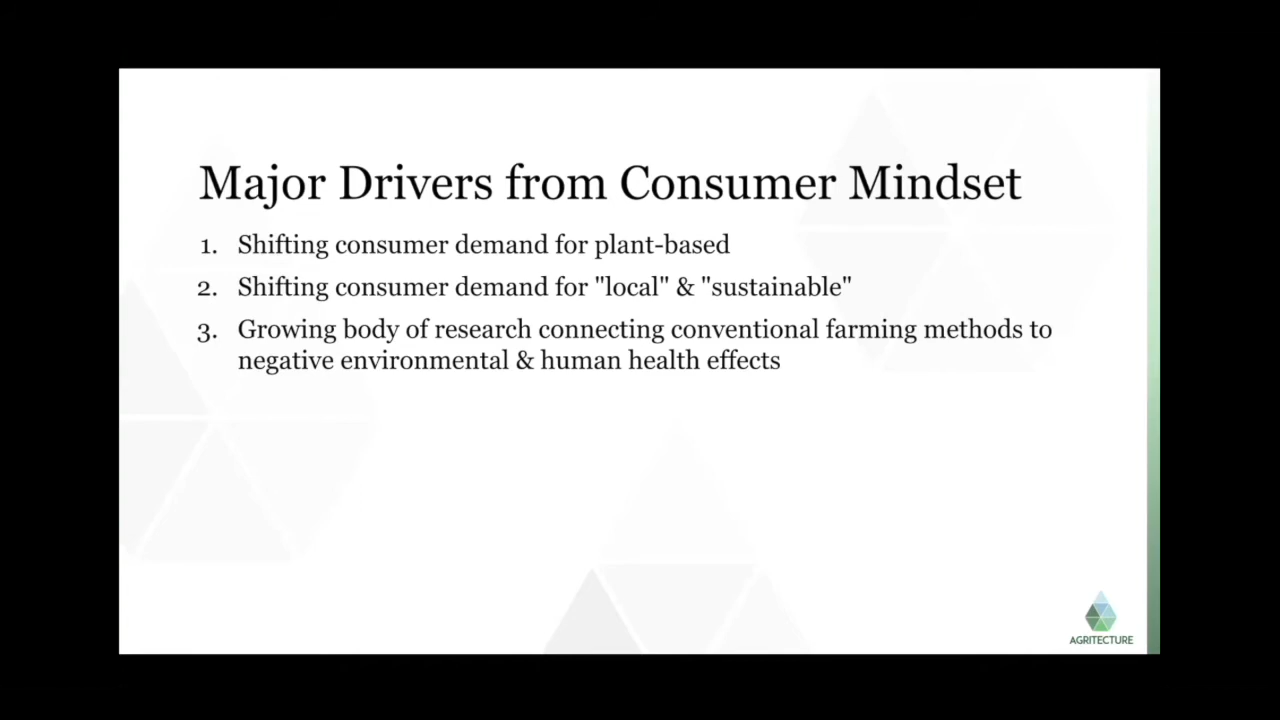 Major Drivers from Consumer Mindset
1. Shifting consumer demand for plant-based
2. Shifting consumer demand for "local" & "sustainable"
3. Growing body of research connecting conventional farming methods to
negative environmental & human health effects
AGRITECTURE